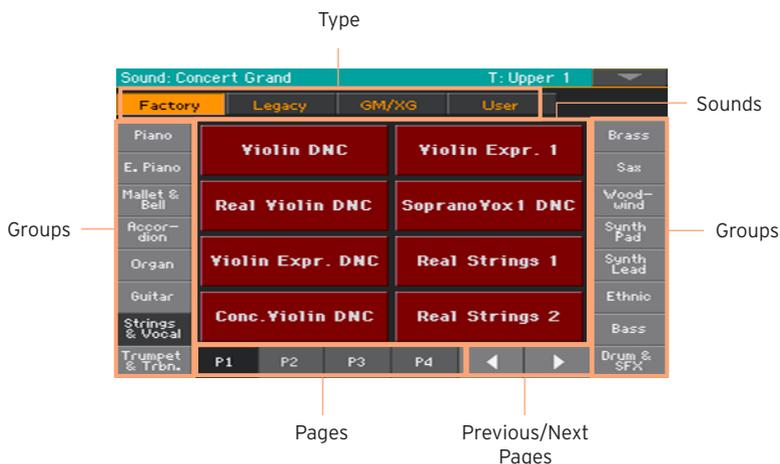 Type
Sound: Concert Grand T: Upper 1
Factory Legacy GM/XG User
Sounds
Groups
Piano
E. Piano
Mallet &
Bell
Accor-
dion
Organ
Guitar
Strings
& Vocal
Trumpet
& Trbn.
Violin DNC Violin Expr. 1
Real Violin DNC SopranoVox1 DNC
Violin Expr. DNC Real Strings 1
Conc.Violin DNC Real Strings 2
P1 P2 P3 P4
Brass
Sax
Wood-
wind
Synth
Pad
Synth
Lead
Ethnic
Bass
Drum &
SFX
Groups
Pages
Previous/Next
Pages